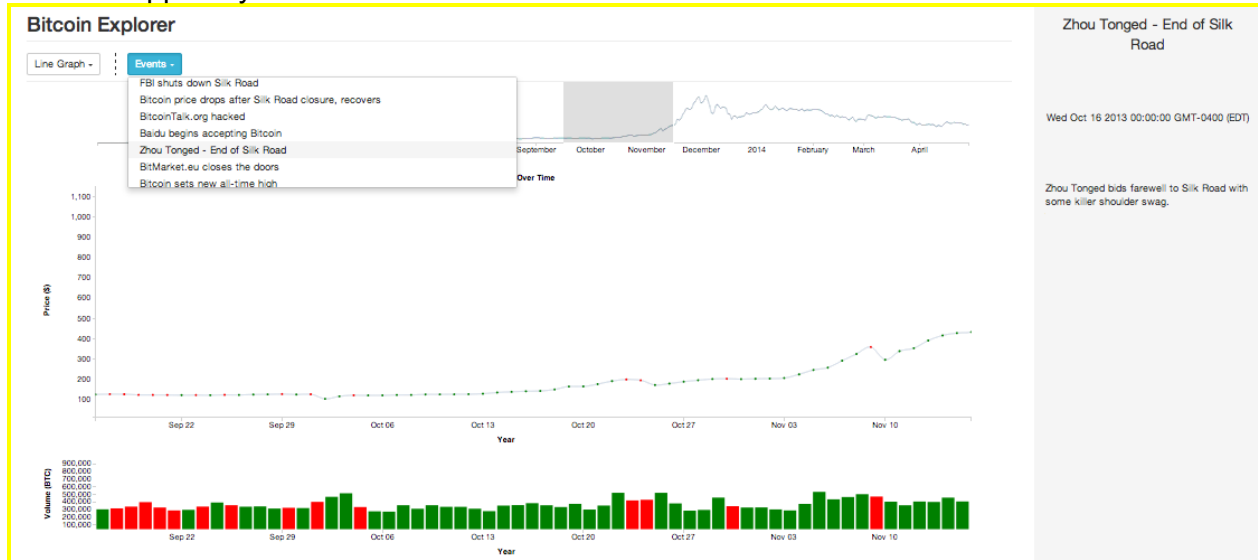 Bitcoin Explorer
Line Graph
Events
FBI shuts down Silk Road
Bitcoin price drops after Silk Road closure, recovers
BitcoinTalk.org hacked
Baidu begins accepting Bitcoin
Zhou Tonged - End of Silk Road
BitMarket.eu closes the doors
Bitcoin sets new all-time high
September October November December 2014 February March April
Over Time
Price ($)
1,100
1,000
900
800
700
600
500
400
300
200
100
Sep 22 Sep 29 Oct 06 Oct 13 Oct 20 Oct 27 Nov 03 Nov 10
Year
Volume (BTC)
900,000
800,000
700,000
600,000
500,000
400,000
300,000
200,000
100,000
Sep 22 Sep 29 Oct 06 Oct 13 Oct 20 Oct 27 Nov 03 Nov 10
Year
Zhou Tonged - End of Silk
Road
Wed Oct 16 2013 00:00:00 GMT-0400 (EDT)
Zhou Tonged bids farewell to Silk Road with
some killer shoulder swag.